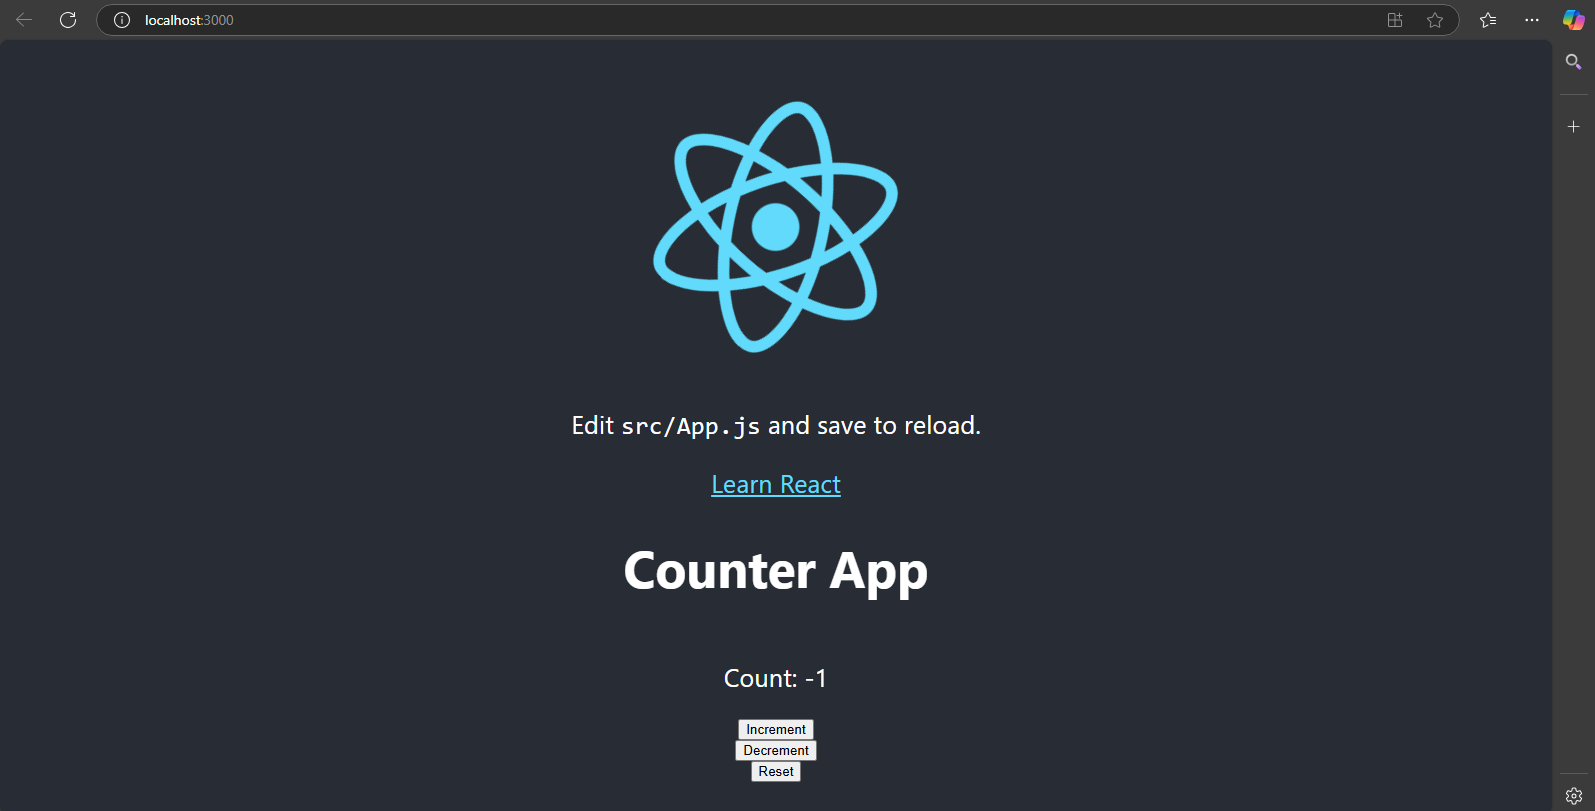 localhost:3000
Edit src/App.js and save to reload.
Learn React
Counter App
Count: -1
Increment
Decrement
Reset